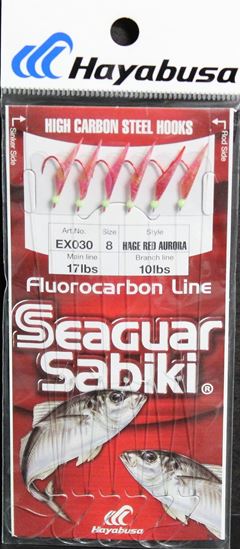 Hayabusa
HIGH CARBON STEEL HOOKS
Sinker Side
Rod Side
Art.No. Size Style
EX030 8 HAGE RED AURORA
Main line Branch line
17lbs 10lbs
Fluorocarbon Line
Seaguar
Sabiki®
Hayabusa